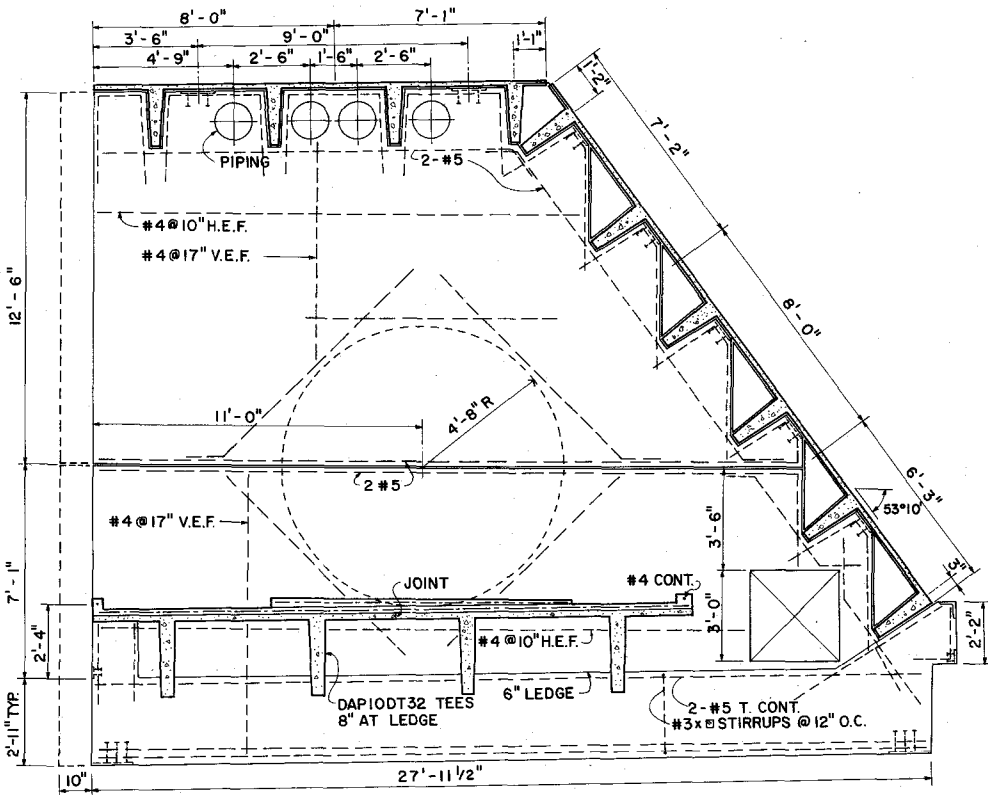 8'-0"
7'-1"
3'-6"
9'-0"
1'-1"
4'-9"
2'-6"
1'-6"
2'-6"
1'-2"
7'-2"
PIPING
2-#5
#4@10"H.E.F.
#4@17" V.E.F.
12'-6"
8'-0"
11'-0"
4'-8" R
2 #5
6'-3"
53°10'
#4@17" V.E.F.
3'-6"
7'-1"
JOINT
#4 CONT.
3"
2'-4"
3'-0"
2'-2"
#4@10"H.E.F.
DAP10DT32 TEES
8" AT LEDGE
6" LEDGE
2-#5 T. CONT.
#3x STIRRUPS @ 12" O.C.
2'-11" TYP.
10"
27'-11 1/2"